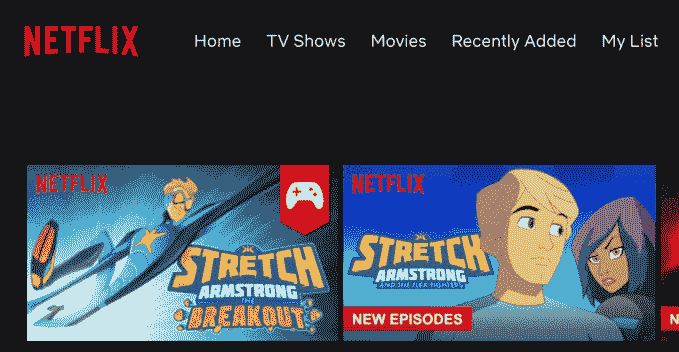 NETFLIX Home TV Shows Movies Recently Added My List
NETFLIX
STRETCH
ARMSTRONG
THE
BREAKOUT
NETFLIX
STRETCH
ARMSTRONG
AND THE FLEX FIGHTERS
NEW EPISODES
N